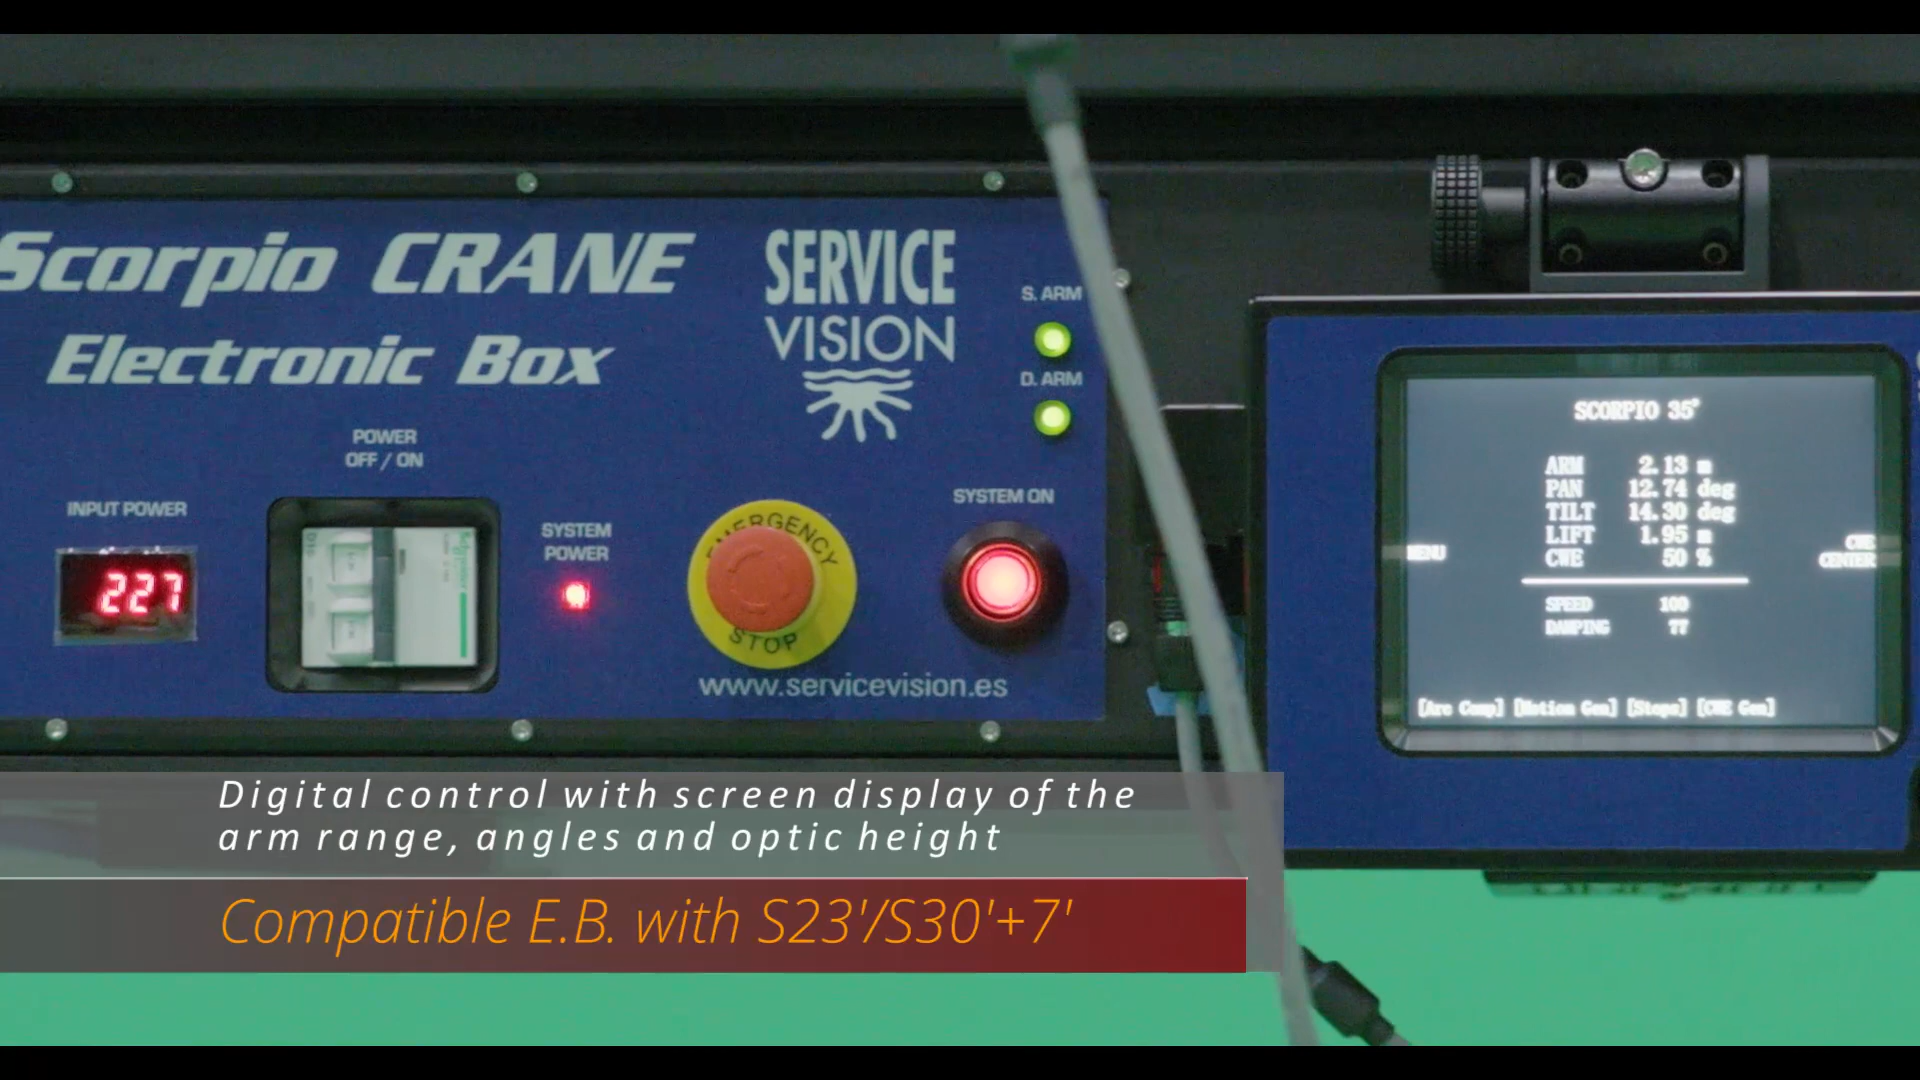 Scorpio CRANE
Electronic Box
SERVICE
VISION
S. ARM
D. ARM
POWER
OFF / ON
INPUT POWER
227
SYSTEM
POWER
EMERGENCY
STOP
SYSTEM ON
www.servicevision.es
SCORPIO 35'
ARM 2.13 m
PAN 12.74 deg
TILT 14.30 deg
LIFT 1.95 m
CWE 50 %
MENU
CWE
CENTER
SPEED 100
DAMPING 77
[Arc Comp] [Motion Gen] [Stops] [CWE Gen]
Digital control with screen display of the
arm range, angles and optic height
Compatible E.B. with S23'/S30'+7'